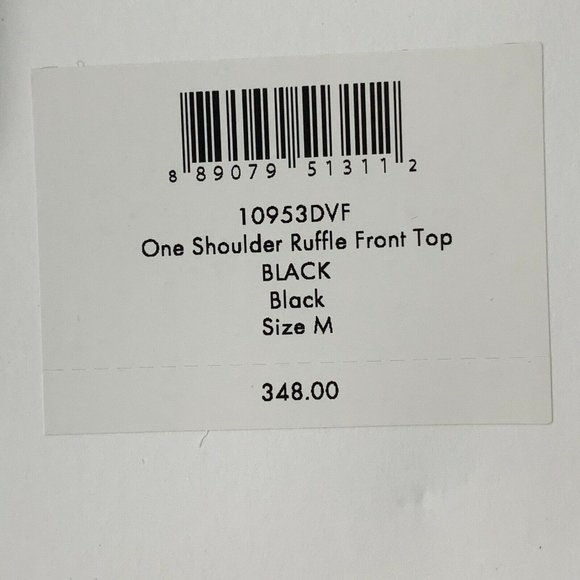 8 89079 51311 2
10953DVF
One Shoulder Ruffle Front Top
BLACK
Black
Size M
348.00